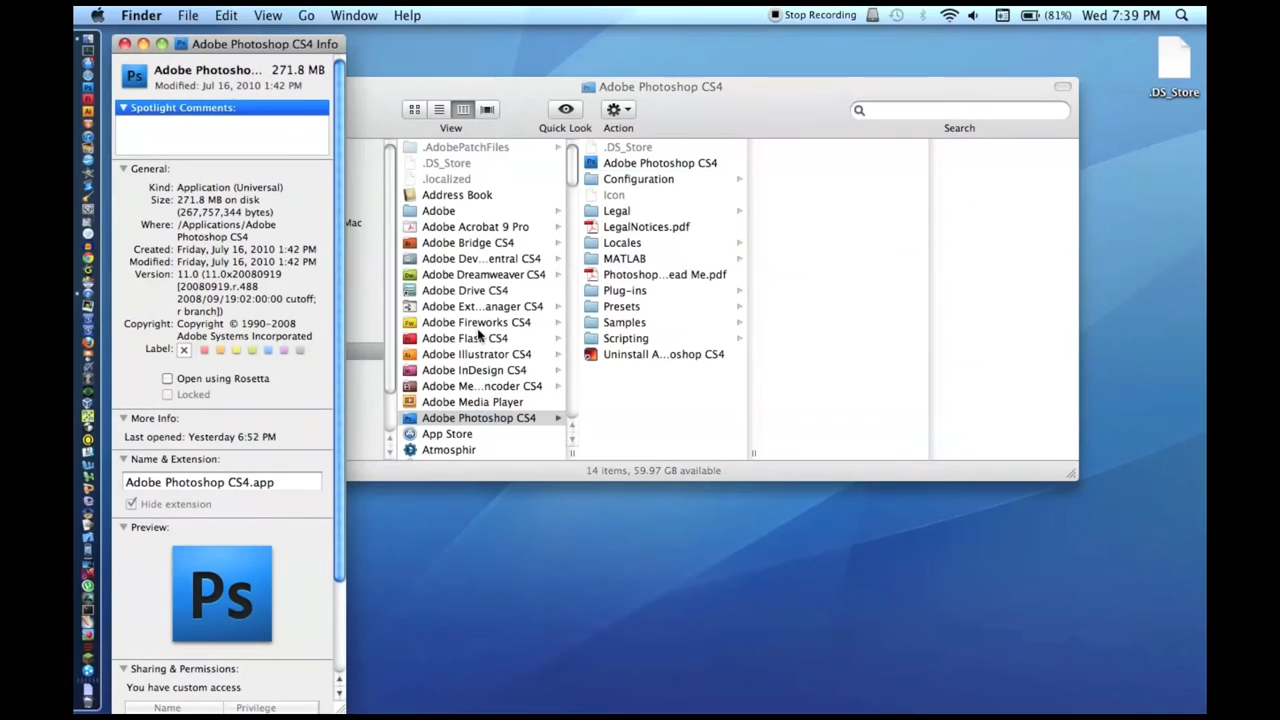 Finder File Edit View Go Window Help Stop Recording (81%) Wed 7:39 PM
Adobe Photoshop CS4 Info
Adobe Photosho... 271.8 MB
Modified: Jul 16, 2010 1:42 PM
Spotlight Comments:
General:
Kind: Application (Universal)
Size: 271.8 MB on disk
(267,757,344 bytes)
Where: /Applications/Adobe
Photoshop CS4
Created: Friday, July 16, 2010 1:42 PM
Modified: Friday, July 16, 2010 1:42 PM
Version: 11.0 (11.0x20080919
[20080919.r.488
2008/09/19:02:00:00 cutoff;
r branch])
Copyright: Copyright © 1990-2008
Adobe Systems Incorporated
Label:
Open using Rosetta
Locked
More Info:
Last opened: Yesterday 6:52 PM
Name & Extension:
Adobe Photoshop CS4.app
Hide extension
Preview:
Ps
Sharing & Permissions:
You have custom access
Name Privilege
Adobe Photoshop CS4
View Quick Look Action Search
Mac
.AdobePatchFiles
.DS_Store
.localized
Address Book
Adobe
Adobe Acrobat 9 Pro
Adobe Bridge CS4
Adobe Dev...entral CS4
Adobe Dreamweaver CS4
Adobe Drive CS4
Adobe Ext...anager CS4
Adobe Fireworks CS4
Adobe Flash CS4
Adobe Illustrator CS4
Adobe InDesign CS4
Adobe Me...ncoder CS4
Adobe Media Player
Adobe Photoshop CS4
App Store
Atmosphir
.DS_Store
Adobe Photoshop CS4
Configuration
Icon
Legal
LegalNotices.pdf
Locales
MATLAB
Photoshop...ead Me.pdf
Plug-ins
Presets
Samples
Scripting
Uninstall A...oshop CS4
14 items, 59.97 GB available
.DS_Store